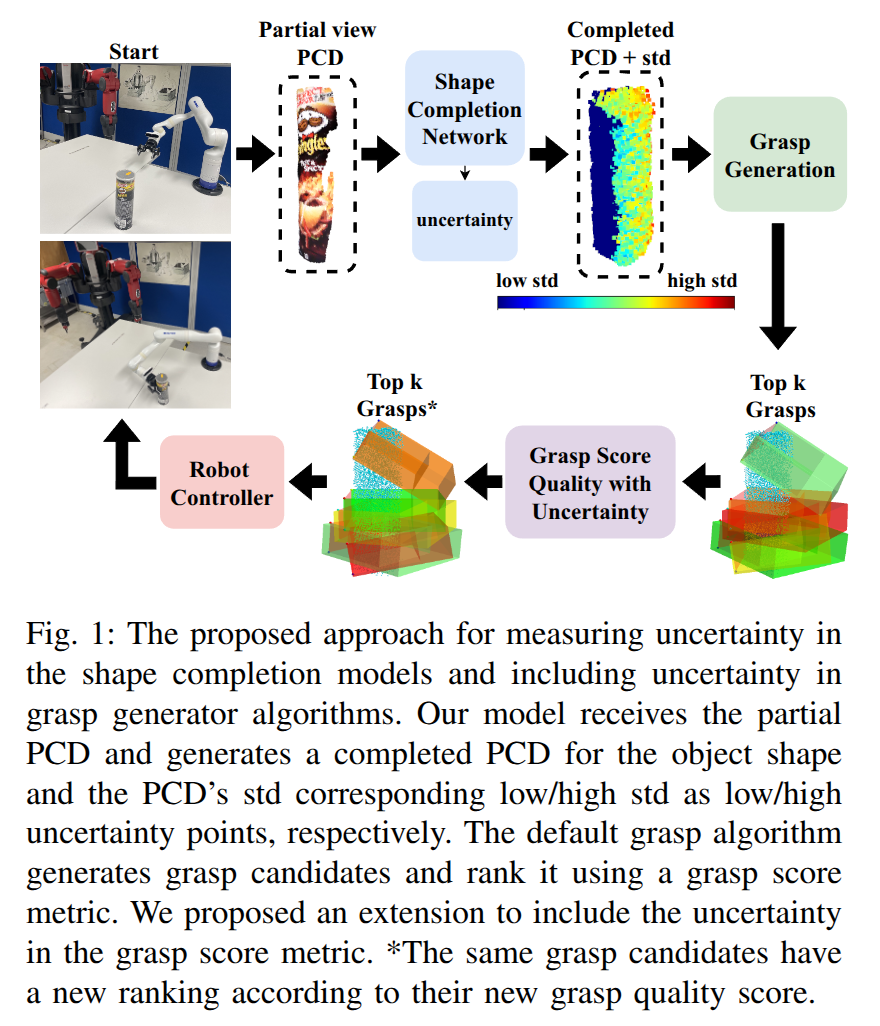 Start
Partial view
PCD
Shape
Completion
Network
uncertainty
Completed
PCD + std
low std
high std
Grasp
Generation
Top k
Grasps
Grasp Score
Quality with
Uncertainty
Top k
Grasps*
Robot
Controller
Fig. 1: The proposed approach for measuring uncertainty in
the shape completion models and including uncertainty in
grasp generator algorithms. Our model receives the partial
PCD and generates a completed PCD for the object shape
and the PCD's std corresponding low/high std as low/high
uncertainty points, respectively. The default grasp algorithm
generates grasp candidates and rank it using a grasp score
metric. We proposed an extension to include the uncertainty
in the grasp score metric. *The same grasp candidates have
a new ranking according to their new grasp quality score.